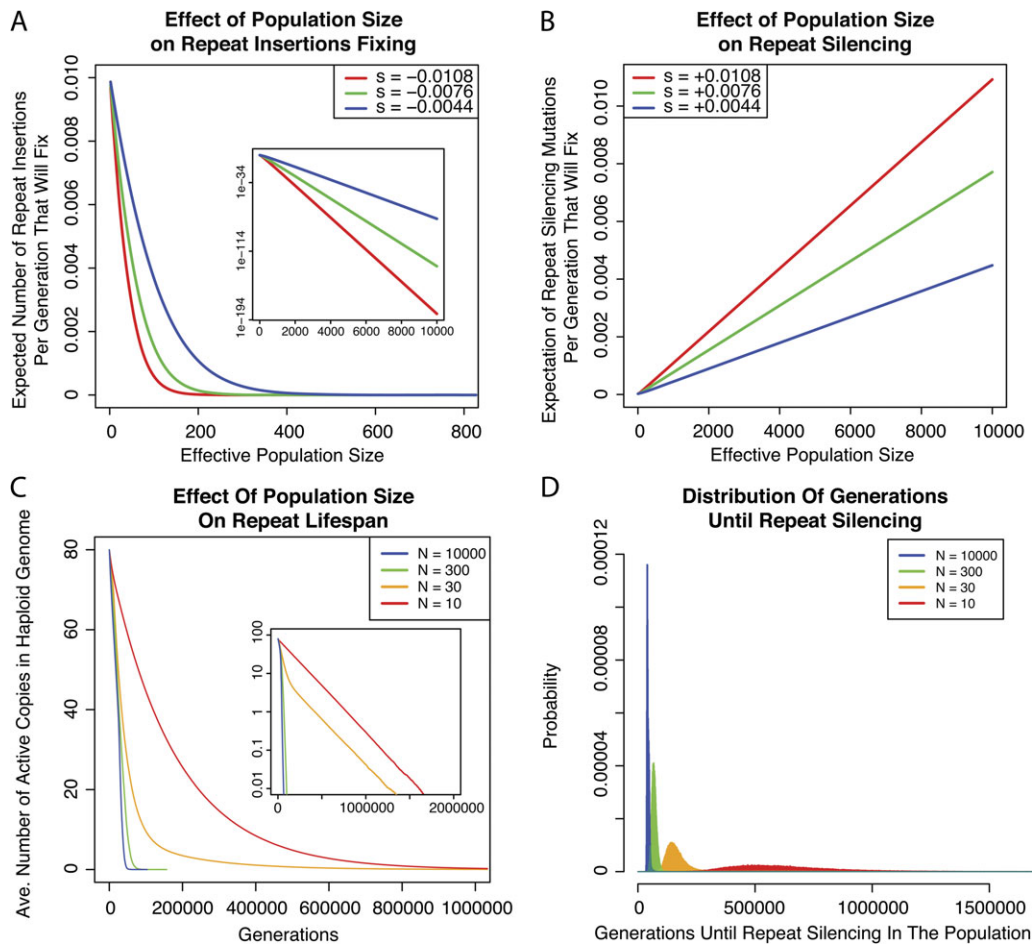 A
Effect of Population Size
on Repeat Insertions Fixing
Expected Number of Repeat Insertions
Per Generation That Will Fix
0.010
0.008
0.006
0.004
0.002
0
s = −0.0108
s = −0.0076
s = −0.0044
1e−34
1e−114
1e−194
0 2000 4000 6000 8000 10000
0 200 400 600 800
Effective Population Size
B
Effect of Population Size
on Repeat Silencing
Expectation of Repeat Silencing Mutations
Per Generation That Will Fix
0.010
0.008
0.006
0.004
0.002
0
s = +0.0108
s = +0.0076
s = +0.0044
0 2000 4000 6000 8000 10000
Effective Population Size
C
Effect Of Population Size
On Repeat Lifespan
Ave. Number of Active Copies in Haploid Genome
80
60
40
20
0
N = 10000
N = 300
N = 30
N = 10
100
10
1
0.1
0.01
0 1000000 2000000
0 200000 400000 600000 800000 1000000
Generations
D
Distribution Of Generations
Until Repeat Silencing
Probability
0.00012
0.00008
0.00004
0
N = 10000
N = 300
N = 30
N = 10
0 500000 1000000 1500000
Generations Until Repeat Silencing In The Population